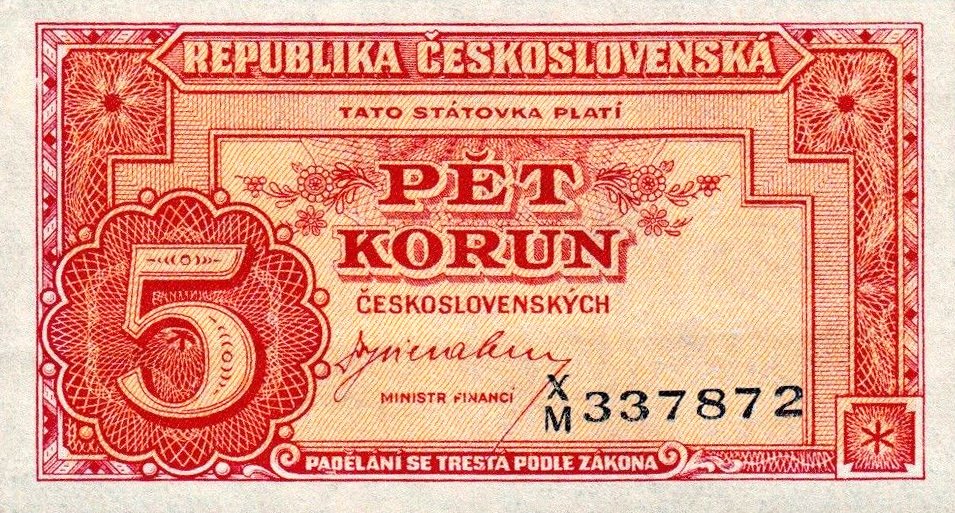 REPUBLIKA ČESKOSLOVENSKÁ
TATO STÁTOVKA PLATÍ
PĚT
KORUN
ČESKOSLOVENSKÝCH
5
MINISTR FINANCÍ
X/M 337872
PADĚLÁNÍ SE TRESTÁ PODLE ZÁKONA